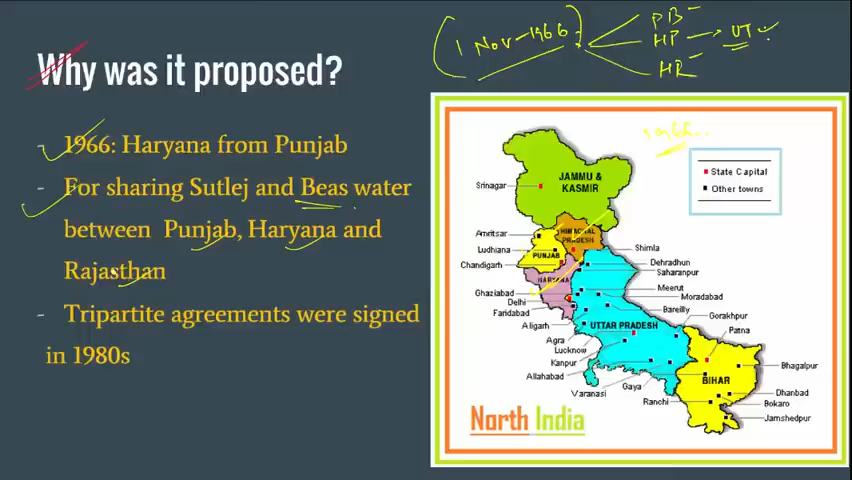 (1 Nov-1966)
PB
HP → UT
HR
Why was it proposed?
- 1966: Haryana from Punjab
- For sharing Sutlej and Beas water
between Punjab, Haryana and
Rajasthan
- Tripartite agreements were signed
in 1980s
State Capital
Other towns
JAMMU &
KASHMIR
Srinagar
HIMACHAL
PRADESH
Amritsar
Ludhiana
PUNJAB
Chandigarh
Shimla
Dehradhun
Saharanpur
HARYANA
Ghaziabad
Delhi
Faridabad
Meerut
Moradabad
Bareilly
Aligarh
UTTAR PRADESH
Gorakhpur
Patna
Agra
Lucknow
Kanpur
Allahabad
Varanasi
Gaya
Ranchi
BIHAR
Bhagalpur
Dhanbad
Bokaro
Jamshedpur
North India